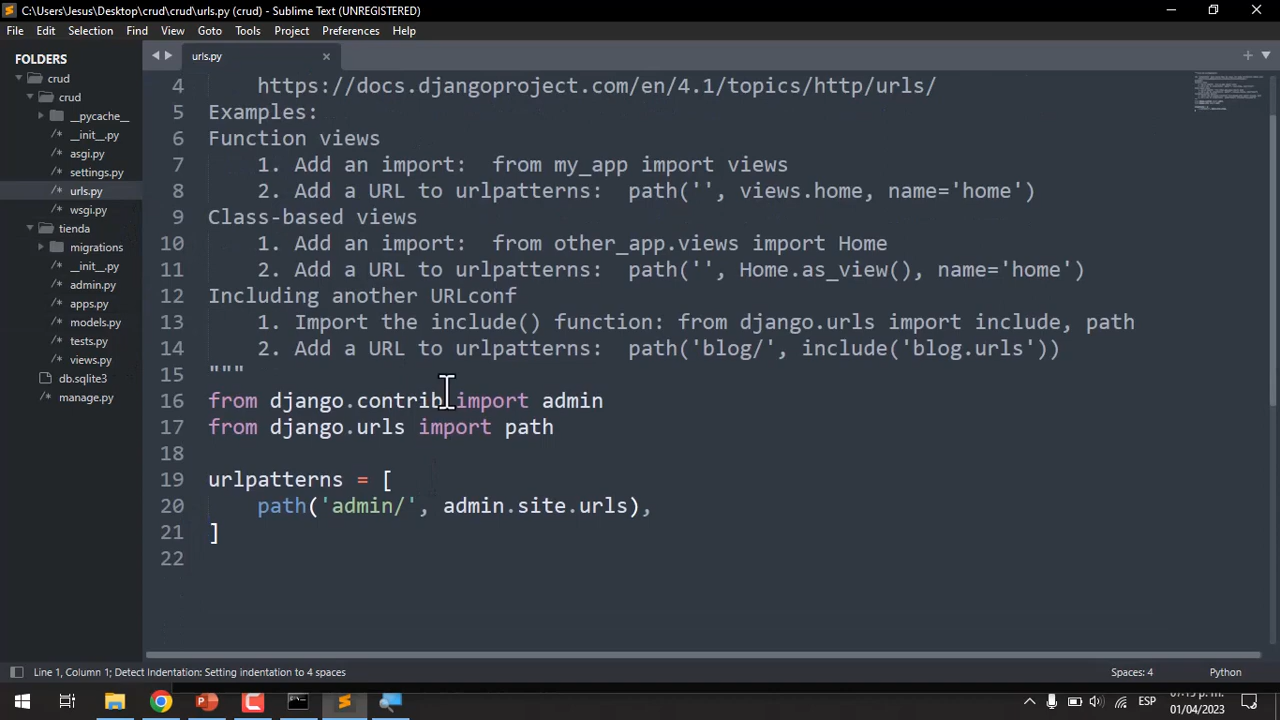 C:\Users\Jesus\Desktop\crud\crud\urls.py (crud) - Sublime Text (UNREGISTERED)
File Edit Selection Find View Goto Tools Project Preferences Help
FOLDERS
crud
crud
__pycache__
__init__.py
asgi.py
settings.py
urls.py
wsgi.py
tienda
migrations
__init__.py
admin.py
apps.py
models.py
tests.py
views.py
db.sqlite3
manage.py
urls.py
4 https://docs.djangoproject.com/en/4.1/topics/http/urls/
5 Examples:
6 Function views
7 1. Add an import:  from my_app import views
8 2. Add a URL to urlpatterns:  path('', views.home, name='home')
9 Class-based views
10 1. Add an import:  from other_app.views import Home
11 2. Add a URL to urlpatterns:  path('', Home.as_view(), name='home')
12 Including another URLconf
13 1. Import the include() function: from django.urls import include, path
14 2. Add a URL to urlpatterns:  path('blog/', include('blog.urls'))
15 """
16 from django.contrib import admin
17 from django.urls import path
18
19 urlpatterns = [
20 path('admin/', admin.site.urls),
21 ]
22
Line 1, Column 1; Detect Indentation: Setting indentation to 4 spaces
Spaces: 4
Python
ESP
01/04/2023